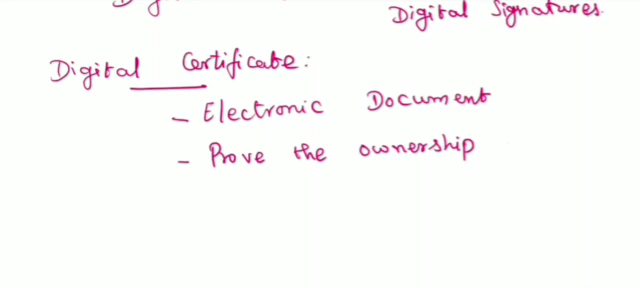 Digital Signatures.
Digital Certificate:
- Electronic Document
- Prove the ownership